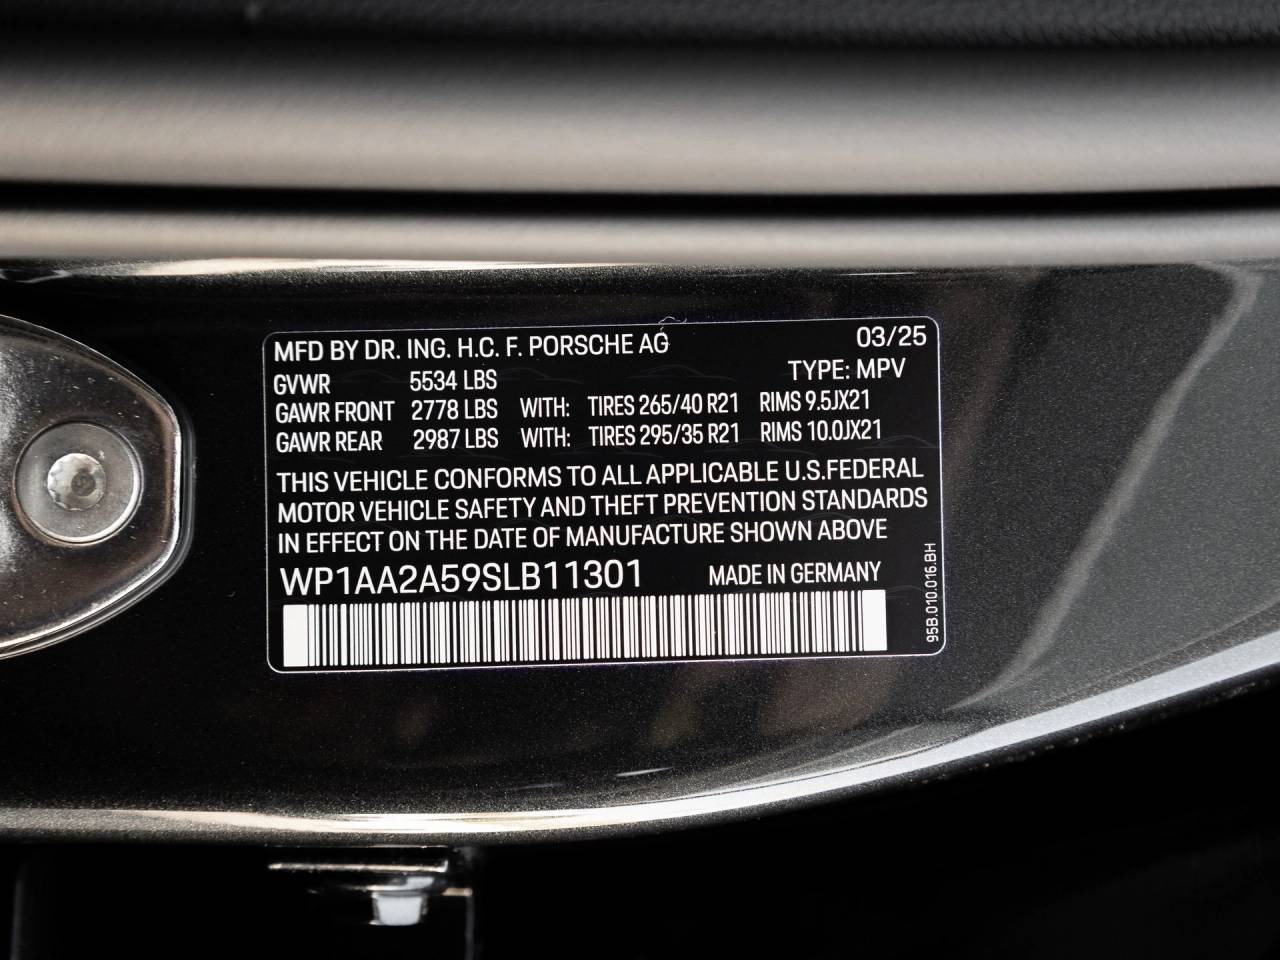 MFD BY DR. ING. H.C. F. PORSCHE AG 03/25
GVWR 5534 LBS TYPE: MPV
GAWR FRONT 2778 LBS WITH: TIRES 265/40 R21 RIMS 9.5JX21
GAWR REAR 2987 LBS WITH: TIRES 295/35 R21 RIMS 10.0JX21
THIS VEHICLE CONFORMS TO ALL APPLICABLE U.S.FEDERAL
MOTOR VEHICLE SAFETY AND THEFT PREVENTION STANDARDS
IN EFFECT ON THE DATE OF MANUFACTURE SHOWN ABOVE
WP1AA2A59SLB11301 MADE IN GERMANY
95B.010.016.BH